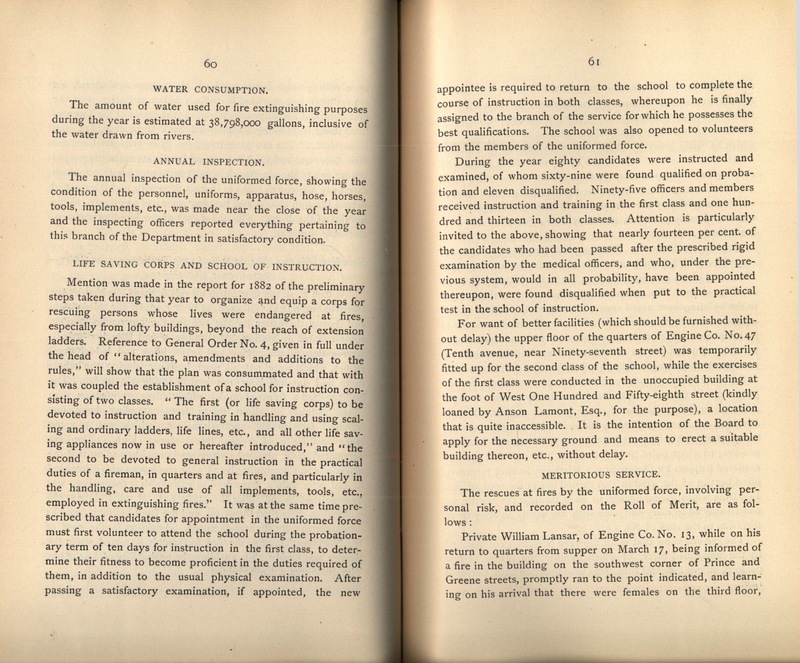 60
WATER CONSUMPTION.
The amount of water used for fire extinguishing purposes
during the year is estimated at 38,798,000 gallons, inclusive of
the water drawn from rivers.
ANNUAL INSPECTION.
The annual inspection of the uniformed force, showing the
condition of the personnel, uniforms, apparatus, hose, horses,
tools, implements, etc., was made near the close of the year
and the inspecting officers reported everything pertaining to
this branch of the Department in satisfactory condition.
LIFE SAVING CORPS AND SCHOOL OF INSTRUCTION.
Mention was made in the report for 1882 of the preliminary
steps taken during that year to organize and equip a corps for
rescuing persons whose lives were endangered at fires,
especially from lofty buildings, beyond the reach of extension
ladders. Reference to General Order No. 4, given in full under
the head of "alterations, amendments and additions to the
rules," will show that the plan was consummated and that with
it was coupled the establishment of a school for instruction con-
sisting of two classes. "The first (or life saving corps) to be
devoted to instruction and training in handling and using scal-
ing and ordinary ladders, life lines, etc., and all other life sav-
ing appliances now in use or hereafter introduced," and "the
second to be devoted to general instruction in the practical
duties of a fireman, in quarters and at fires, and particularly in
the handling, care and use of all implements, tools, etc.,
employed in extinguishing fires." It was at the same time pre-
scribed that candidates for appointment in the uniformed force
must first volunteer to attend the school during the probation-
ary term of ten days for instruction in the first class, to deter-
mine their fitness to become proficient in the duties required of
them, in addition to the usual physical examination. After
passing a satisfactory examination, if appointed, the new
61
appointee is required to return to the school to complete the
course of instruction in both classes, whereupon he is finally
assigned to the branch of the service for which he possesses the
best qualifications. The school was also opened to volunteers
from the members of the uniformed force.
During the year eighty candidates were instructed and
examined, of whom sixty-nine were found qualified on proba-
tion and eleven disqualified. Ninety-five officers and members
received instruction and training in the first class and one hun-
dred and thirteen in both classes. Attention is particularly
invited to the above, showing that nearly fourteen per cent. of
the candidates who had been passed after the prescribed rigid
examination by the medical officers, and who, under the pre-
vious system, would in all probability, have been appointed
thereupon, were found disqualified when put to the practical
test in the school of instruction.
For want of better facilities (which should be furnished with-
out delay) the upper floor of the quarters of Engine Co. No. 47
(Tenth avenue, near Ninety-seventh street) was temporarily
fitted up for the second class of the school, while the exercises
of the first class were conducted in the unoccupied building at
the foot of West One Hundred and Fifty-eighth street (kindly
loaned by Anson Lamont, Esq., for the purpose), a location
that is quite inaccessible. It is the intention of the Board to
apply for the necessary ground and means to erect a suitable
building thereon, etc., without delay.
MERITORIOUS SERVICE.
The rescues at fires by the uniformed force, involving per-
sonal risk, and recorded on the Roll of Merit, are as fol-
lows :
Private William Lansar, of Engine Co. No. 13, while on his
return to quarters from supper on March 17, being informed of
a fire in the building on the southwest corner of Prince and
Greene streets, promptly ran to the point indicated, and learn-
ing on his arrival that there were females on the third floor,